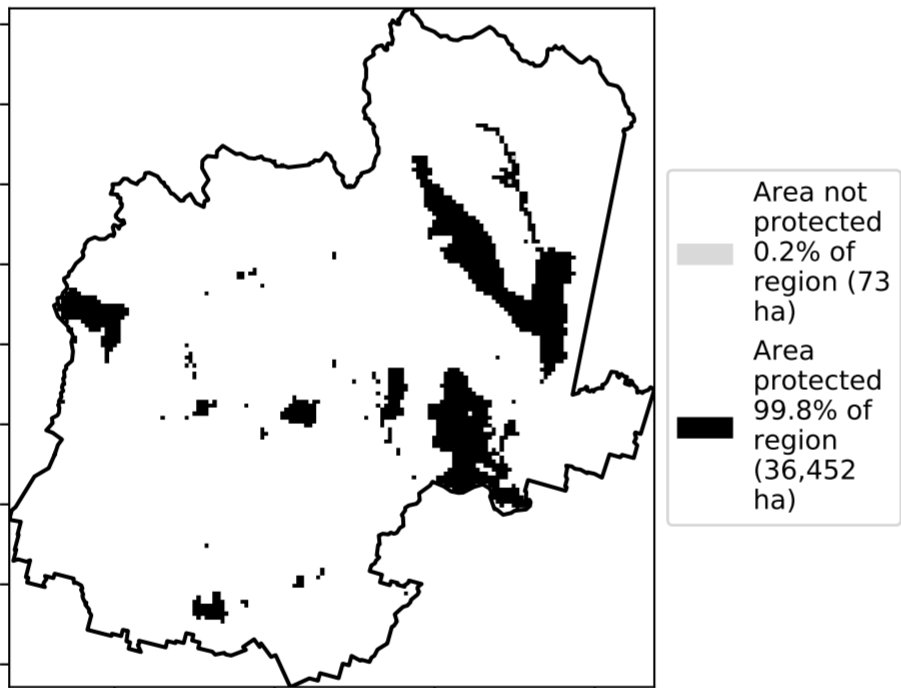 Area not
protected
0.2% of
region (73
ha)
Area
protected
99.8% of
region
(36,452
ha)